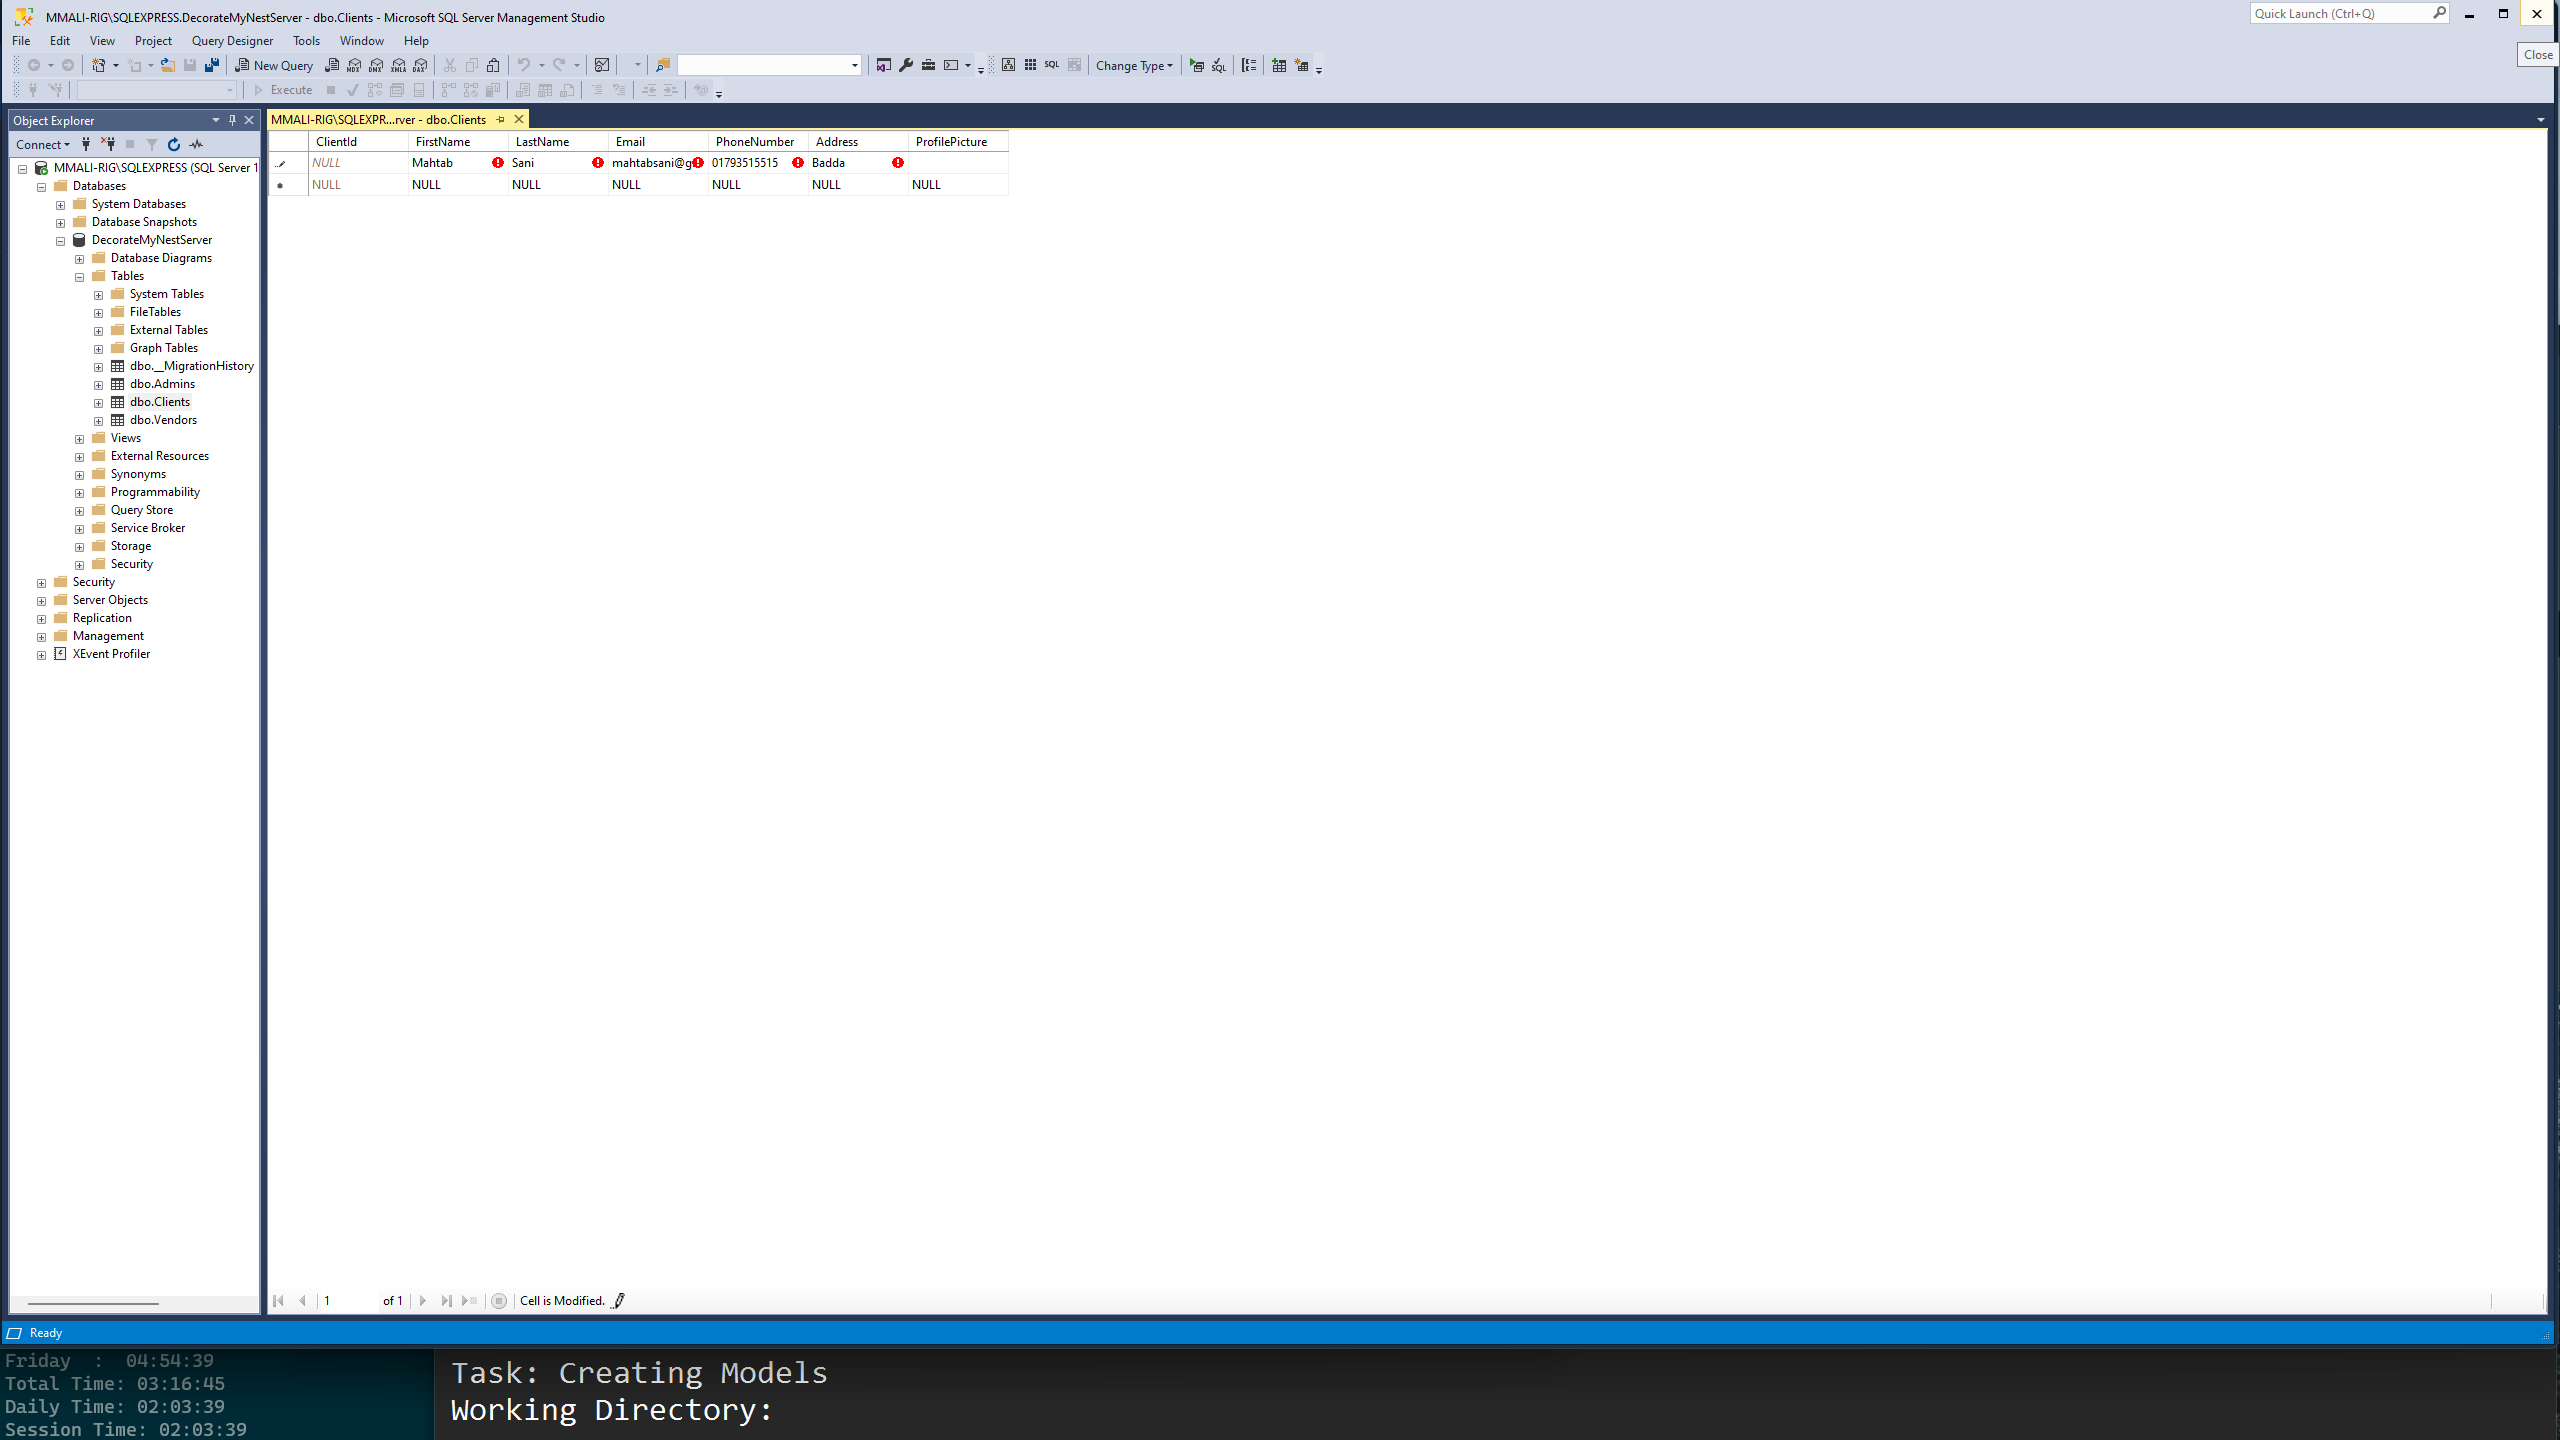 MMALI-RIG\SQLEXPRESS.DecorateMyNestServer - dbo.Clients - Microsoft SQL Server Management Studio
Quick Launch (Ctrl+Q)
File Edit View Project Query Designer Tools Window Help
Close
New Query MDX DMX XMLA DAX SQL Change Type SQL
Execute
Object Explorer
MMALI-RIG\SQLEXPR...rver - dbo.Clients
Connect
ClientId FirstName LastName Email PhoneNumber Address ProfilePicture
NULL Mahtab Sani mahtabsani@g 01793515515 Badda
NULL NULL NULL NULL NULL NULL NULL
MMALI-RIG\SQLEXPRESS (SQL Server 1
Databases
System Databases
Database Snapshots
DecorateMyNestServer
Database Diagrams
Tables
System Tables
FileTables
External Tables
Graph Tables
dbo.__MigrationHistory
dbo.Admins
dbo.Clients
dbo.Vendors
Views
External Resources
Synonyms
Programmability
Query Store
Service Broker
Storage
Security
Security
Server Objects
Replication
Management
XEvent Profiler
1 of 1 Cell is Modified.
Ready
Friday : 04:54:39
Total Time: 03:16:45
Daily Time: 02:03:39
Session Time: 02:03:39
Task: Creating Models
Working Directory: